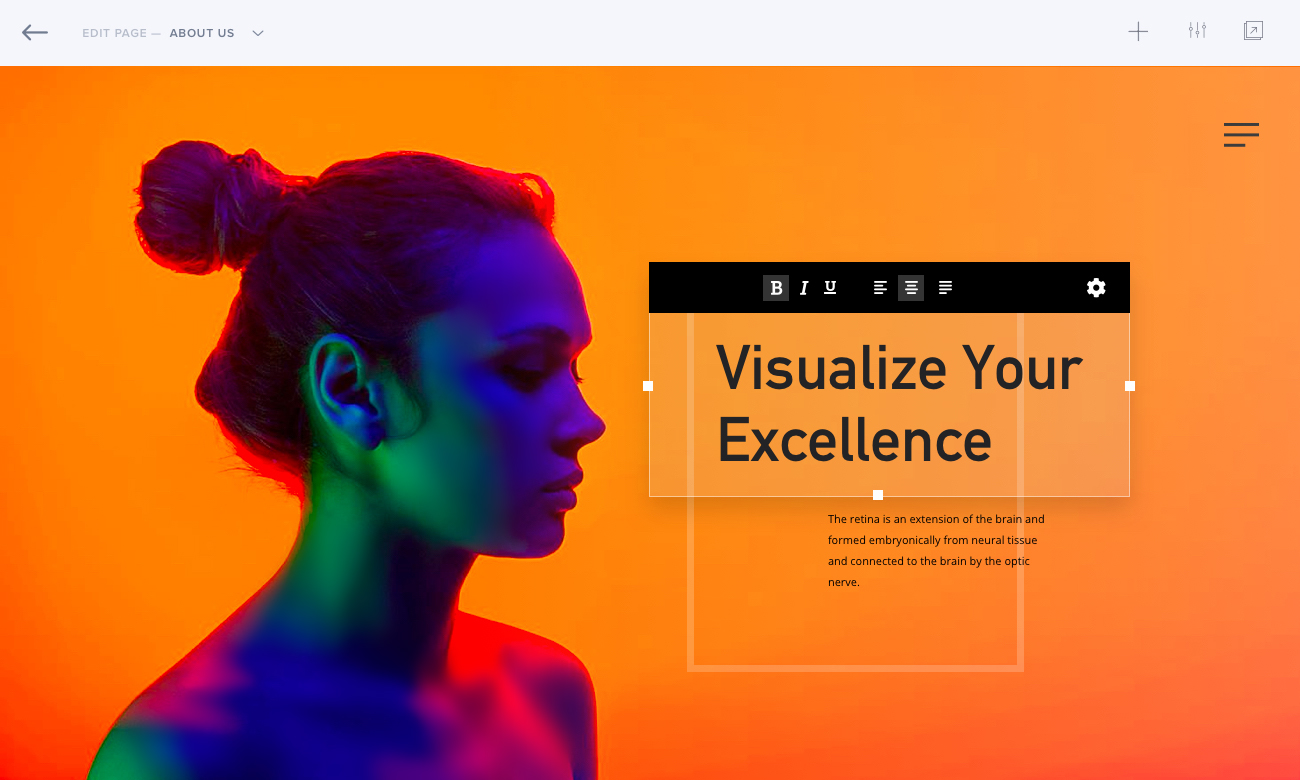 EDIT PAGE — ABOUT US
B I U
Visualize Your
Excellence
The retina is an extension of the brain and
formed embryonically from neural tissue
and connected to the brain by the optic
nerve.